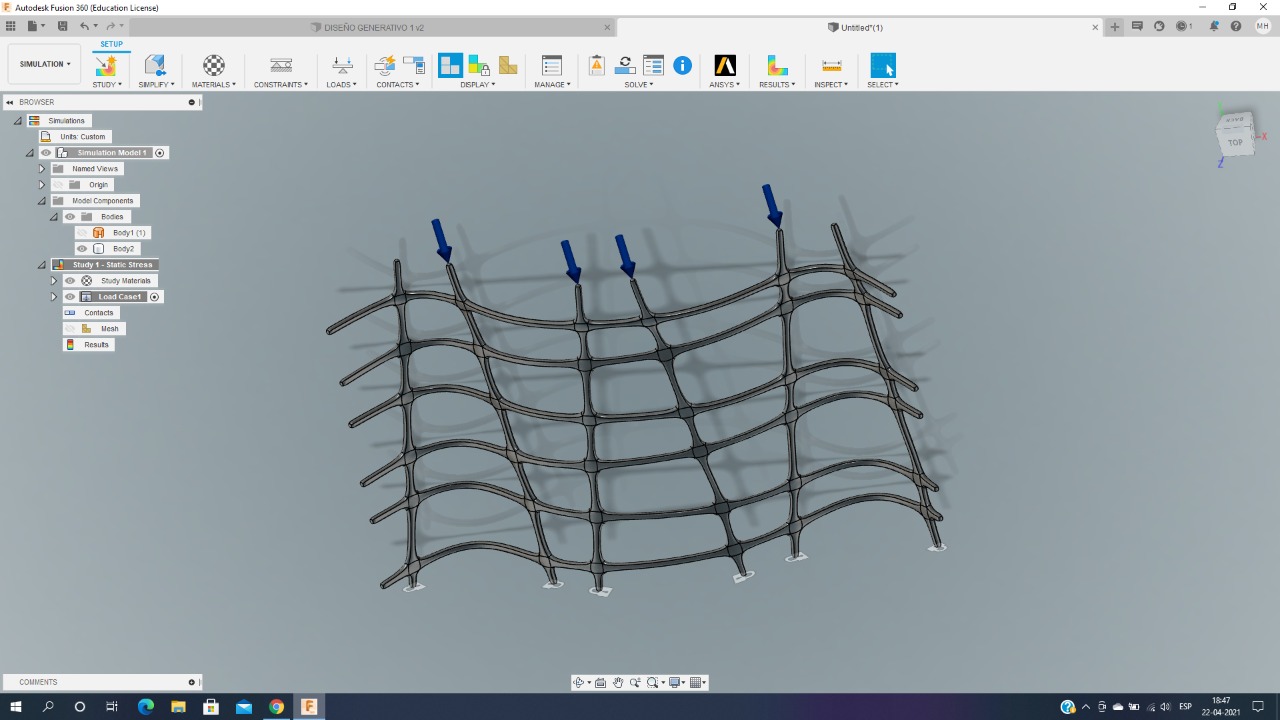 Autodesk Fusion 360 (Education License)
DISEÑO GENERATIVO 1 v2
Untitled*(1)
1
MH
SETUP
SIMULATION
STUDY
SIMPLIFY
MATERIALS
CONSTRAINTS
LOADS
CONTACTS
DISPLAY
MANAGE
SOLVE
ANSYS
RESULTS
INSPECT
SELECT
BROWSER
Simulations
Units: Custom
Simulation Model 1
Named Views
Origin
Model Components
Bodies
Body1 (1)
Body2
Study 1 - Static Stress
Study Materials
Load Case1
Contacts
Mesh
Results
BACK
TOP
Y
X
Z
COMMENTS
ESP
18:47
22-04-2021